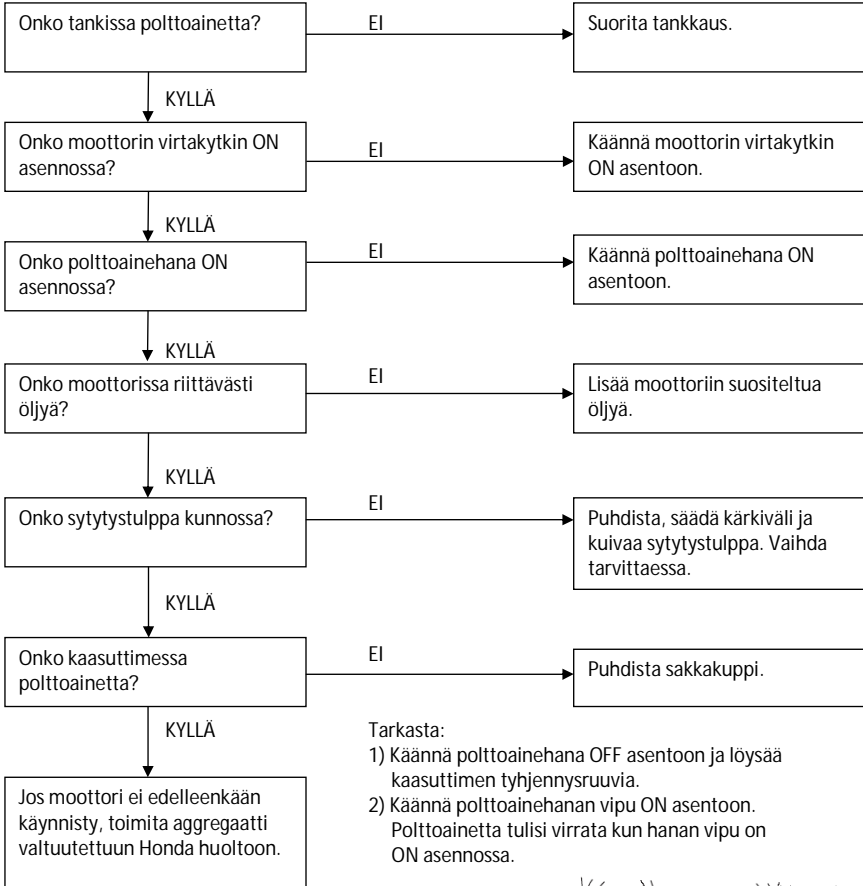 Onko tankissa polttoainetta?
EI
Suorita tankkaus.
KYLLÄ
Onko moottorin virtakytkin ON
asennossa?
EI
Käännä moottorin virtakytkin
ON asentoon.
KYLLÄ
Onko polttoainehana ON
asennossa?
EI
Käännä polttoainehana ON
asentoon.
KYLLÄ
Onko moottorissa riittävästi
öljyä?
EI
Lisää moottoriin suositeltua
öljyä.
KYLLÄ
Onko sytytystulppa kunnossa?
EI
Puhdista, säädä kärkiväli ja
kuivaa sytytystulppa. Vaihda
tarvittaessa.
KYLLÄ
Onko kaasuttimessa
polttoainetta?
EI
Puhdista sakkakuppi.
KYLLÄ
Jos moottori ei edelleenkään
käynnisty, toimita aggregaatti
valtuutettuun Honda huoltoon.
Tarkasta:
1) Käännä polttoainehana OFF asentoon ja löysää
kaasuttimen tyhjennysruuvia.
2) Käännä polttoainehanan vipu ON asentoon.
Polttoainetta tulisi virrata kun hanan vipu on
ON asennossa.